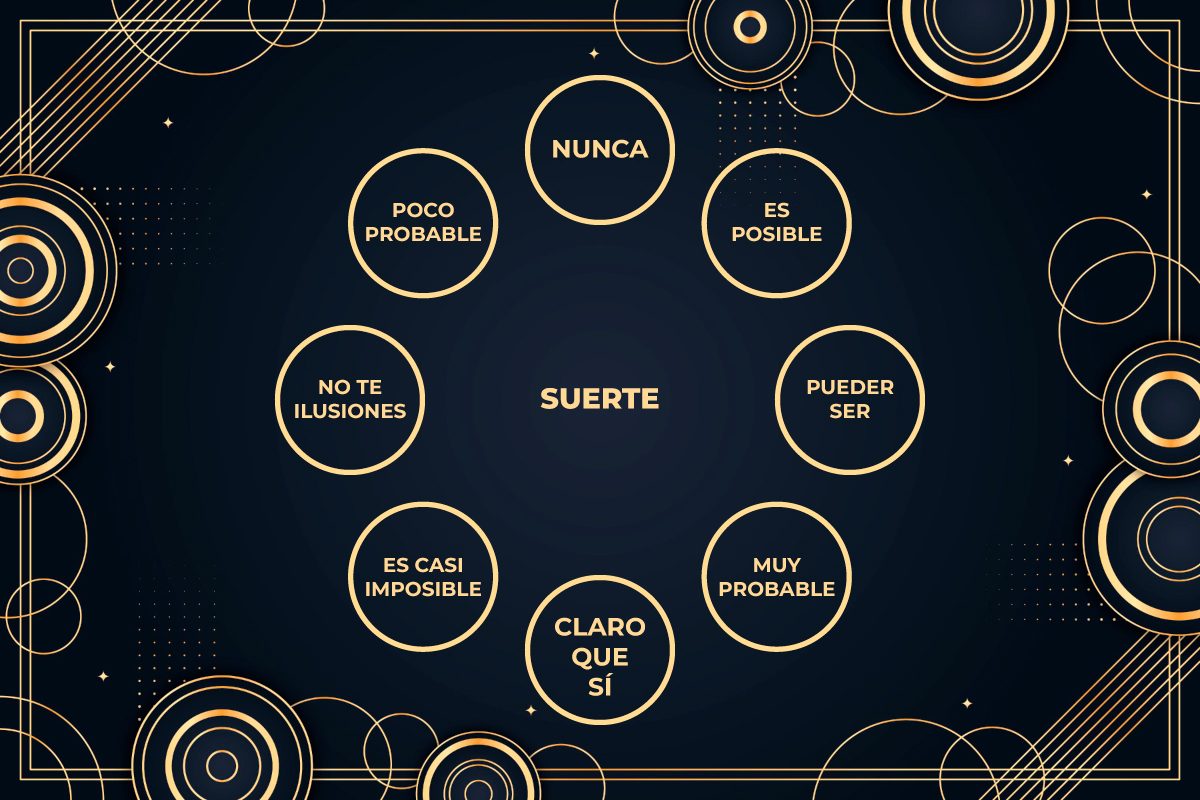 NUNCA
POCO
PROBABLE
ES
POSIBLE
NO TE
ILUSIONES
SUERTE
PUEDER
SER
ES CASI
IMPOSIBLE
MUY
PROBABLE
CLARO
QUE
SÍ